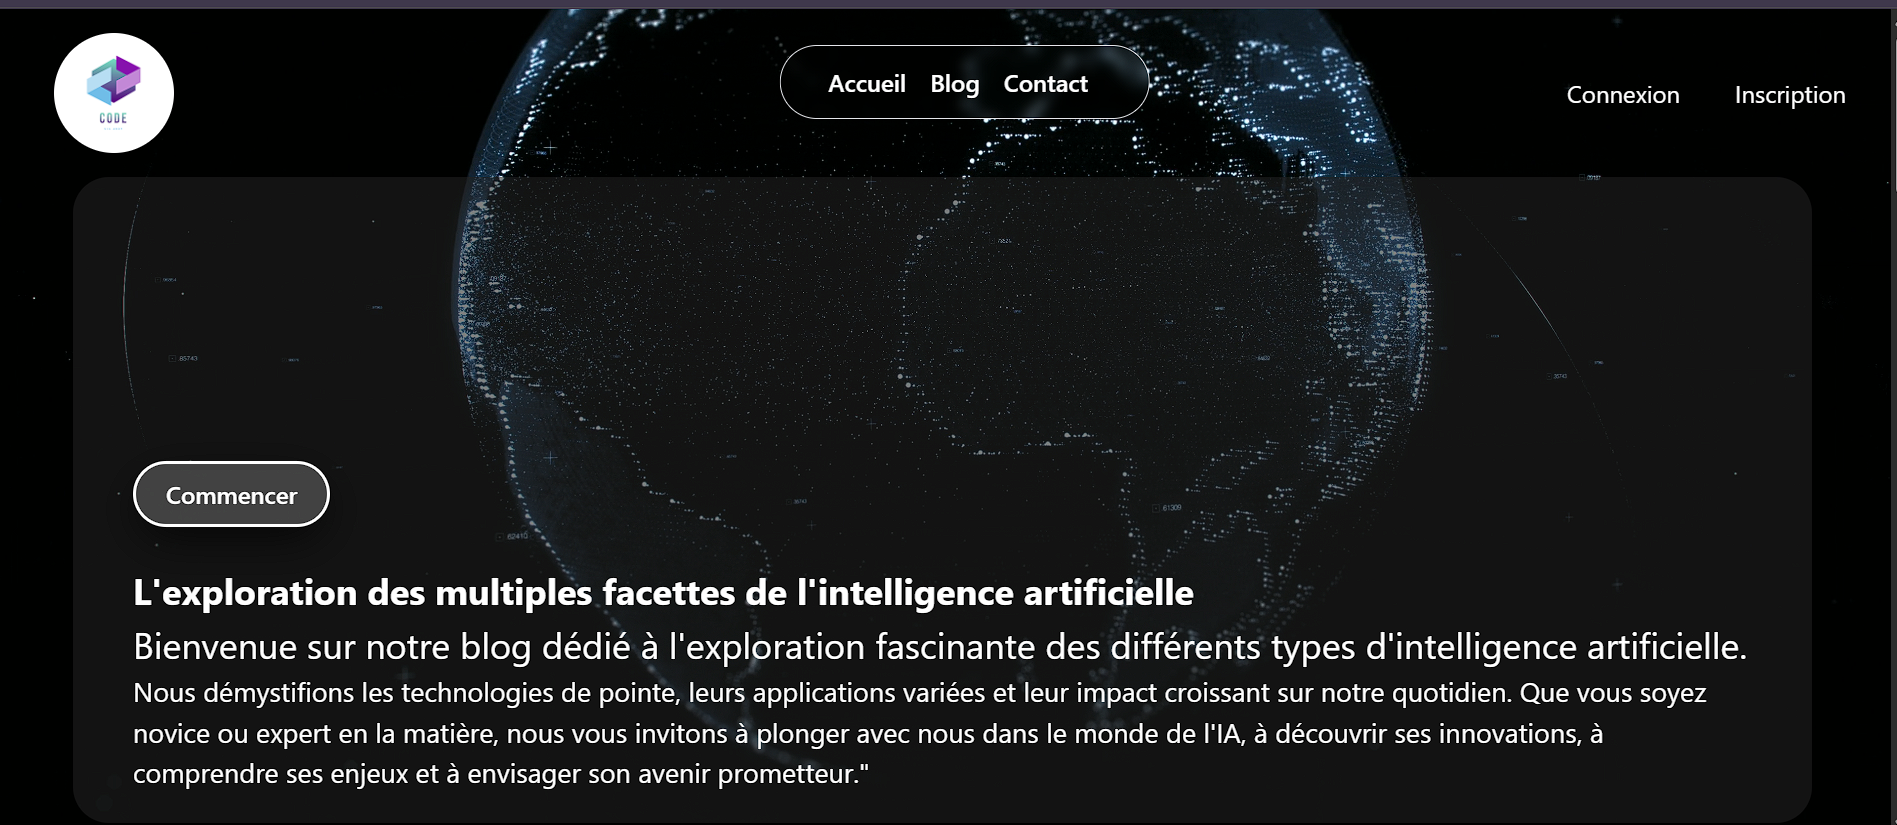 CODE
Accueil Blog Contact
Connexion Inscription
Commencer
L'exploration des multiples facettes de l'intelligence artificielle
Bienvenue sur notre blog dédié à l'exploration fascinante des différents types d'intelligence artificielle.
Nous démystifions les technologies de pointe, leurs applications variées et leur impact croissant sur notre quotidien. Que vous soyez
novice ou expert en la matière, nous vous invitons à plonger avec nous dans le monde de l'IA, à découvrir ses innovations, à
comprendre ses enjeux et à envisager son avenir prometteur."